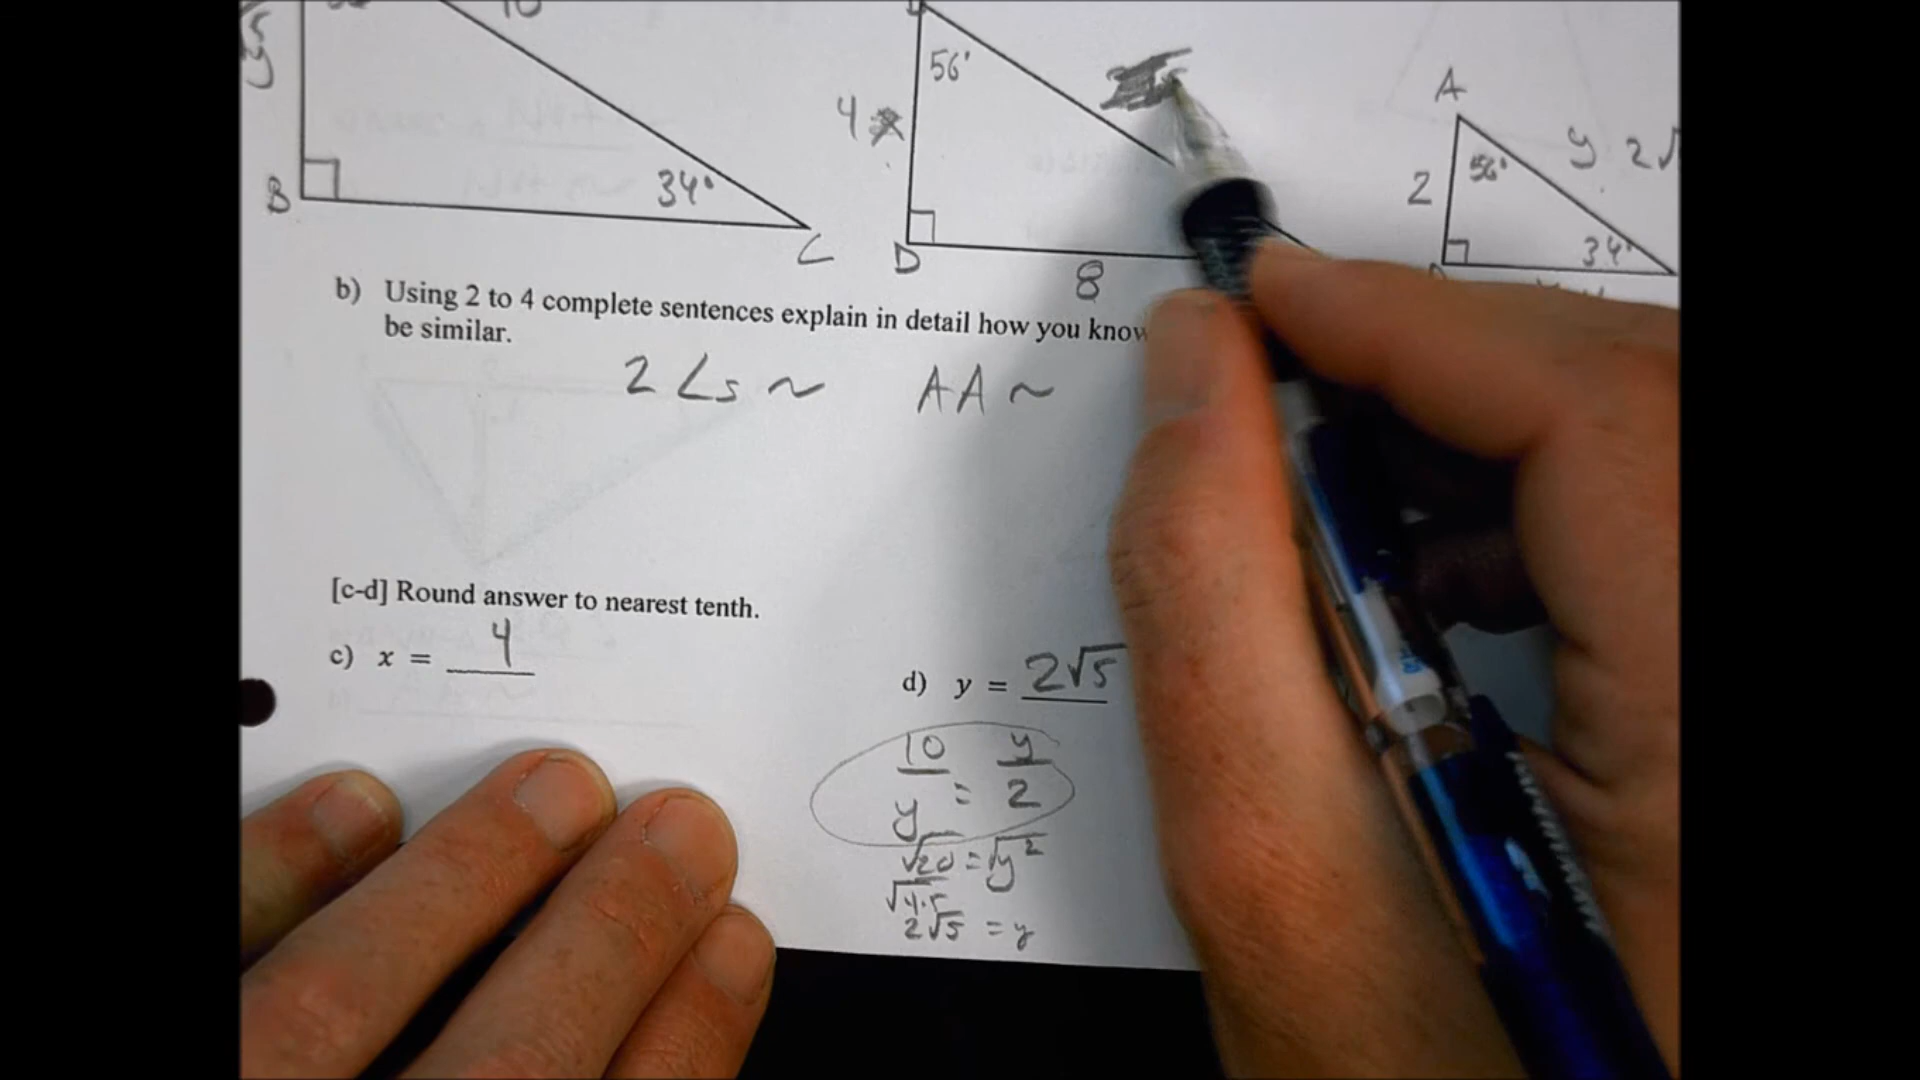 10
y
B
34°
C
56°
4 x
D
8
A
y 2√
56°
2
34°
b) Using 2 to 4 complete sentences explain in detail how you know
be similar.
2 ∠s ~ AA ~
[c-d] Round answer to nearest tenth.
c) x = 4
d) y = 2√5
10/y = y/2
√20 = √y²
√4·5
2√5 = y